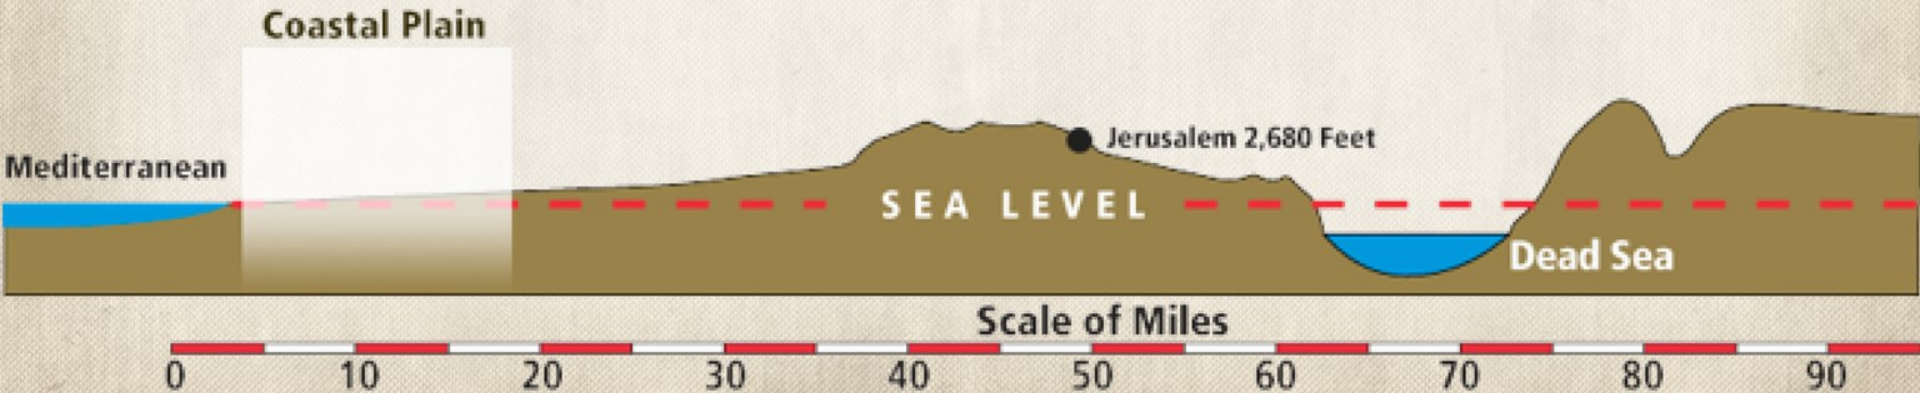 Coastal Plain
Mediterranean
Jerusalem 2,680 Feet
SEA LEVEL
Dead Sea
Scale of Miles
0 10 20 30 40 50 60 70 80 90